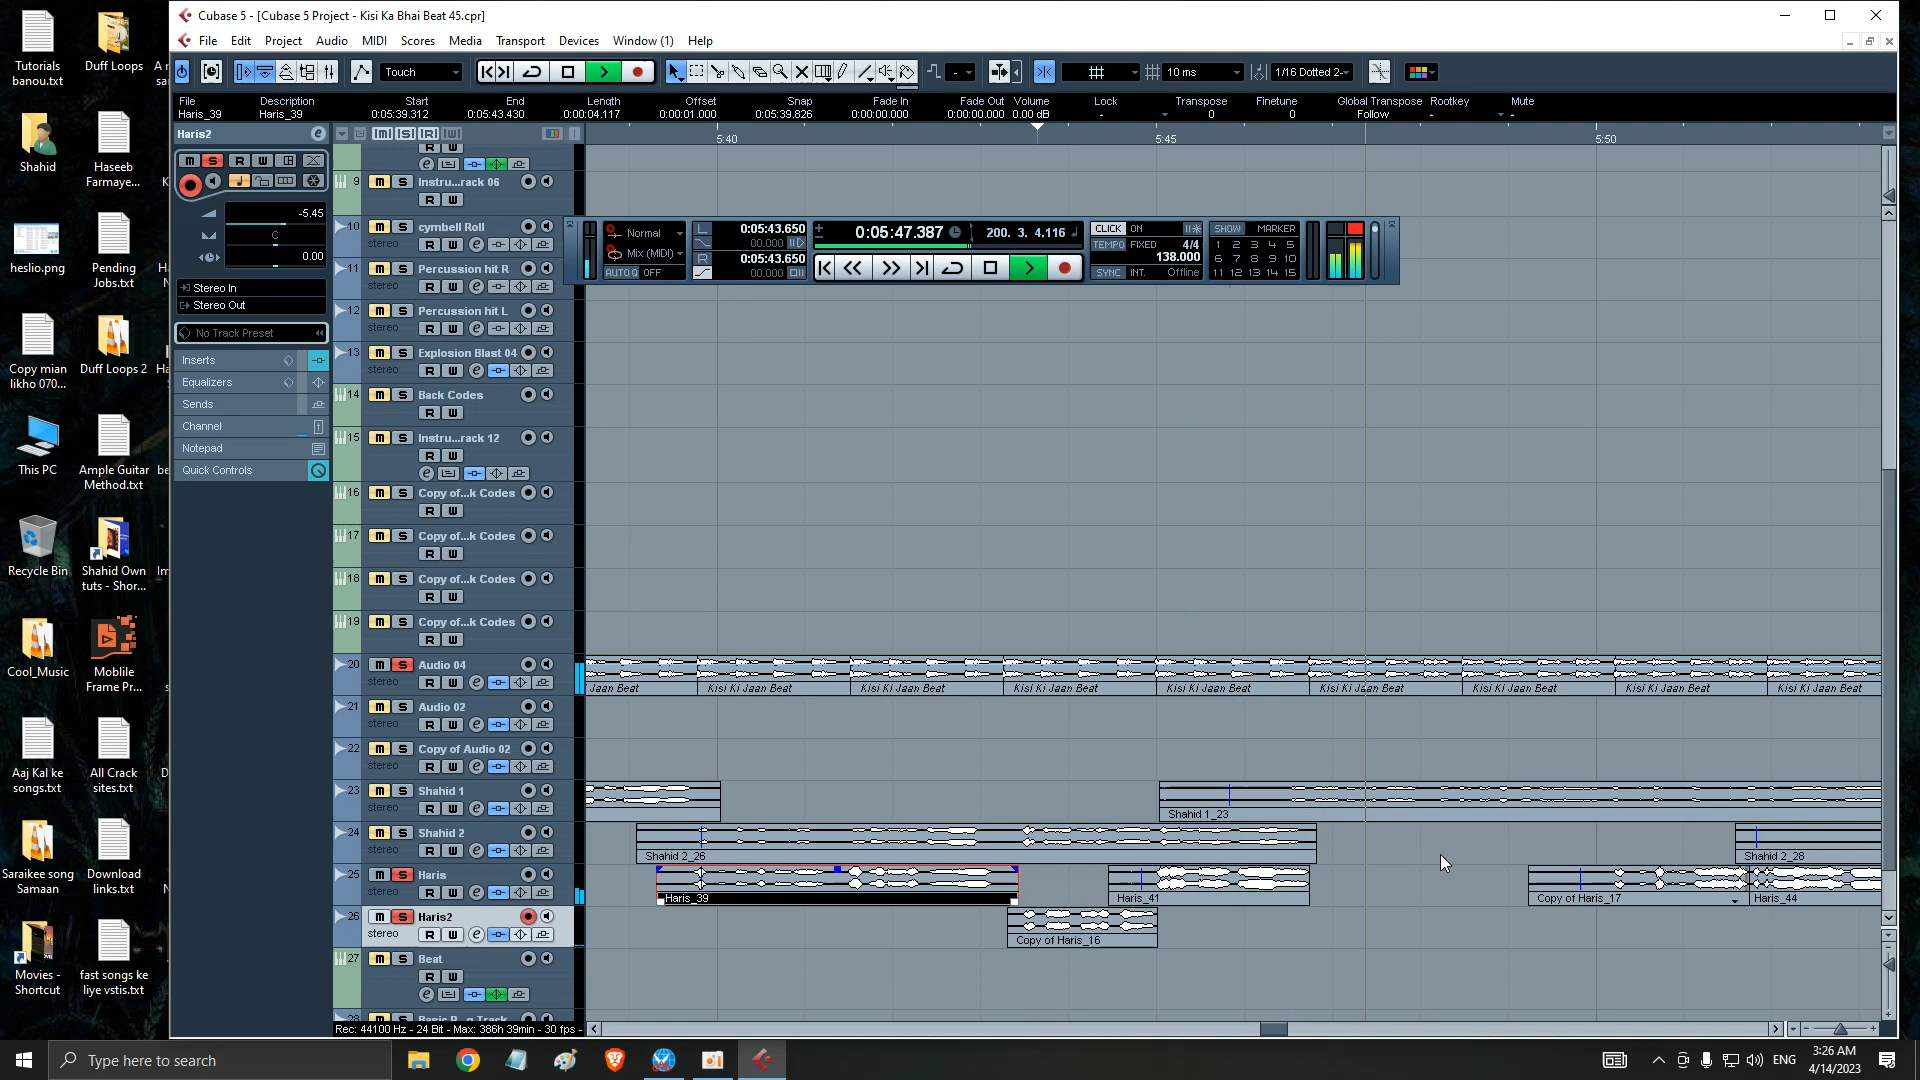 Cubase 5 - [Cubase 5 Project - Kisi Ka Bhai Beat 45.cpr]
File Edit Project Audio MIDI Scores Media Transport Devices Window (1) Help
Touch
10 ms
1/16 Dotted 2-
File Description Start End Length Offset Snap Fade In Fade Out Volume Lock Transpose Finetune Global Transpose Rootkey Mute
Haris_39 Haris_39 0:05:39.312 0:05:43.430 0:00:04.117 0:00:01.000 0:05:39.826 0:00:00.000 0:00:00.000 0.00 dB - 0 0 Follow - -
Haris2
M S R W
-5.45
C
0.00
Stereo In
Stereo Out
No Track Preset
Inserts
Equalizers
Sends
Channel
Notepad
Quick Controls
5:40 5:45 5:50
9 Instru...rack 06
10 cymbell Roll
stereo
11 Percussion hit R
stereo
12 Percussion hit L
stereo
13 Explosion Blast 04
stereo
14 Back Codes
15 Instru...rack 12
16 Copy of...k Codes
17 Copy of...k Codes
18 Copy of...k Codes
19 Copy of...k Codes
20 Audio 04
stereo
21 Audio 02
stereo
22 Copy of Audio 02
stereo
23 Shahid 1
stereo
24 Shahid 2
stereo
25 Haris
stereo
26 Haris2
stereo
27 Beat
28
Normal
Mix (MIDI)
AUTO Q OFF
L 0:05:43.650
00.000
R 0:05:43.650
00.000
0:05:47.387 200. 3. 4.116
CLICK ON
TEMPO FIXED 4/4
138.000
SYNC INT. Offline
SHOW MARKER
1 2 3 4 5
6 7 8 9 10
11 12 13 14 15
Jaan Beat Kisi Ki Jaan Beat Kisi Ki Jaan Beat Kisi Ki Jaan Beat Kisi Ki Jaan Beat Kisi Ki Jaan Beat Kisi Ki Jaan Beat Kisi Ki Jaan Beat Kisi Ki Jaan Beat
Shahid 1_23
Shahid 2_26
Shahid 2_28
Haris_39
Haris_41
Copy of Haris_17
Haris_44
Copy of Haris_16
Rec: 44100 Hz - 24 Bit - Max: 386h 39min - 30 fps -
Tutorials
banou.txt
Duff Loops
Shahid
Haseeb
Farmaye...
heslio.png
Pending
Jobs.txt
Copy mian
likho 070...
Duff Loops 2
This PC
Ample Guitar
Method.txt
Recycle Bin
Shahid Own
tuts - Shor...
Cool_Music
Moblile
Frame Pr...
Aaj Kal ke
songs.txt
All Crack
sites.txt
Saraikee song
Samaan
Download
links.txt
Movies -
Shortcut
fast songs ke
liye vstis.txt
Type here to search
ENG
3:26 AM
4/14/2023